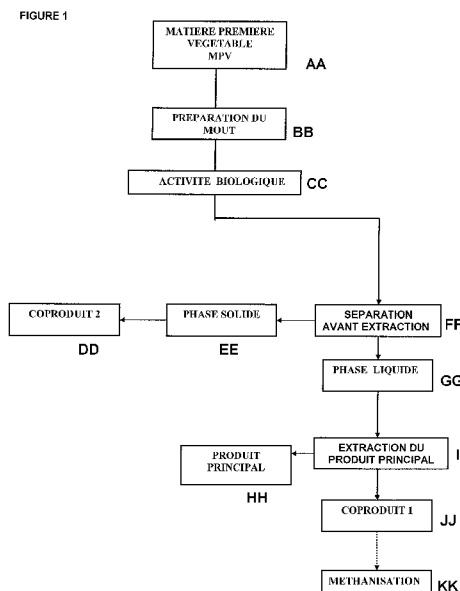 FIGURE 1
MATIERE PREMIERE
VEGETABLE
MPV
AA
PREPARATION DU
MOUT
BB
ACTIVITE BIOLOGIQUE
CC
COPRODUIT 2
PHASE SOLIDE
SEPARATION
AVANT EXTRACTION
FF
DD
EE
PHASE LIQUIDE
GG
EXTRACTION DU
PRODUIT PRINCIPAL
PRODUIT
PRINCIPAL
HH
COPRODUIT 1
JJ
METHANISATION
KK